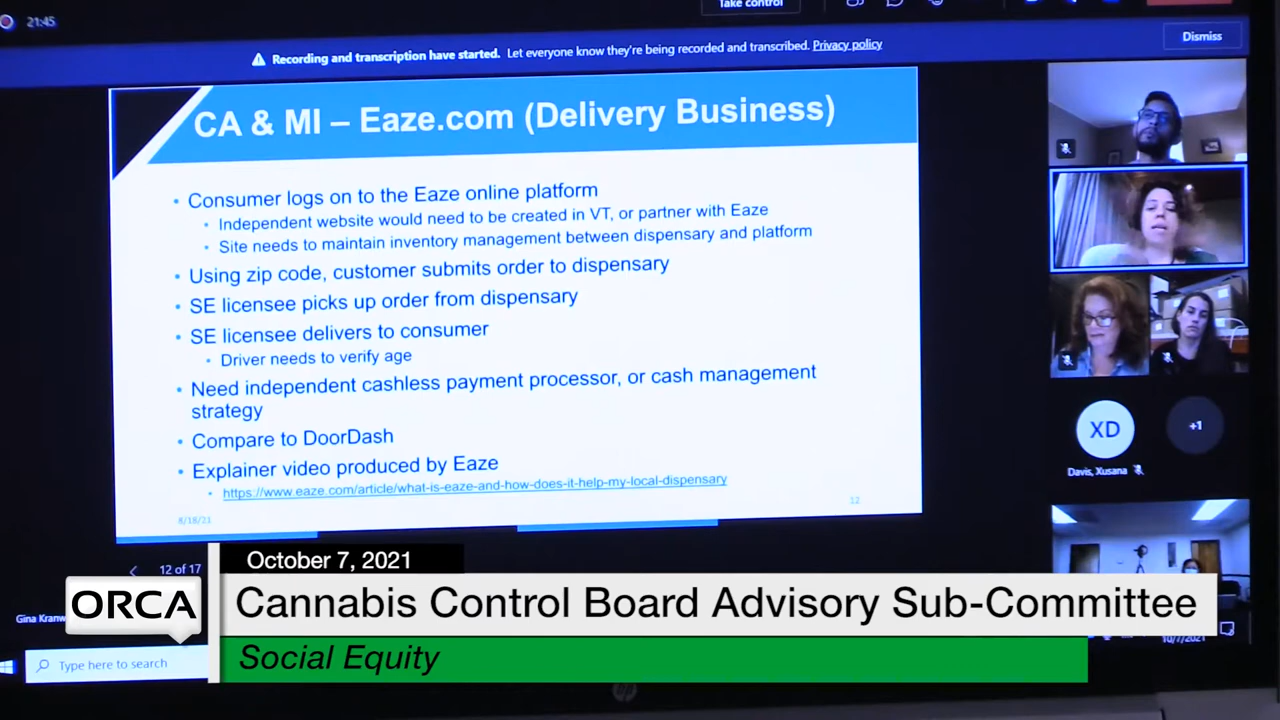 21:45
Take control
Recording and transcription have started. Let everyone know they're being recorded and transcribed. Privacy policy
Dismiss
CA & MI – Eaze.com (Delivery Business)
• Consumer logs on to the Eaze online platform
• Independent website would need to be created in VT, or partner with Eaze
• Site needs to maintain inventory management between dispensary and platform
• Using zip code, customer submits order to dispensary
• SE licensee picks up order from dispensary
• SE licensee delivers to consumer
• Driver needs to verify age
• Need independent cashless payment processor, or cash management
strategy
• Compare to DoorDash
• Explainer video produced by Eaze
• https://www.eaze.com/article/what-is-eaze-and-how-does-it-help-my-local-dispensary
8/18/21
12
XD
+1
Davis, Xusana
12 of 17
October 7, 2021
ORCA
Cannabis Control Board Advisory Sub-Committee
Gina
10/7/2021
Social Equity
Type here to search
hp